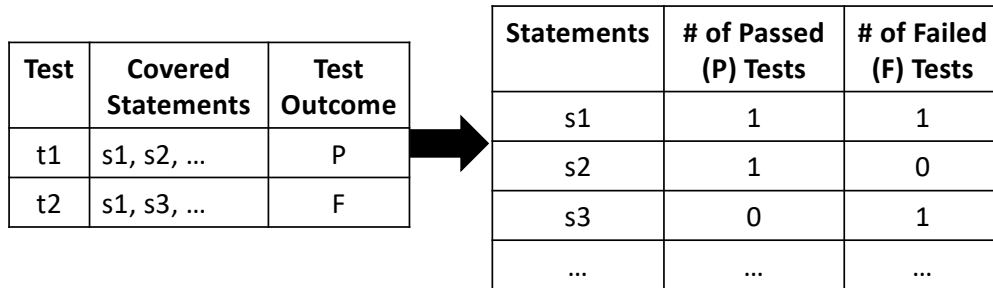 Test Covered Statements Test Outcome
t1 s1, s2, ... P
t2 s1, s3, ... F
Statements # of Passed (P) Tests # of Failed (F) Tests
s1 1 1
s2 1 0
s3 0 1
... ... ...